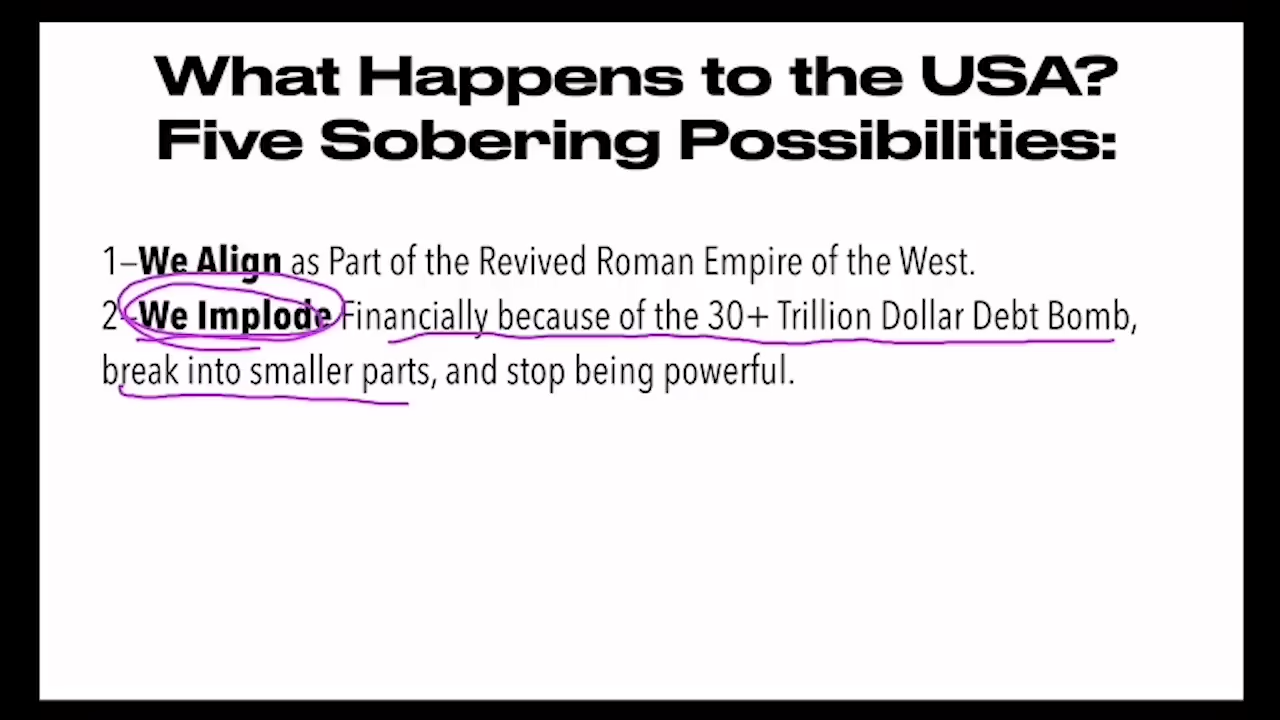 What Happens to the USA?
Five Sobering Possibilities:
1–We Align as Part of the Revived Roman Empire of the West.
2–We Implode Financially because of the 30+ Trillion Dollar Debt Bomb,
break into smaller parts, and stop being powerful.